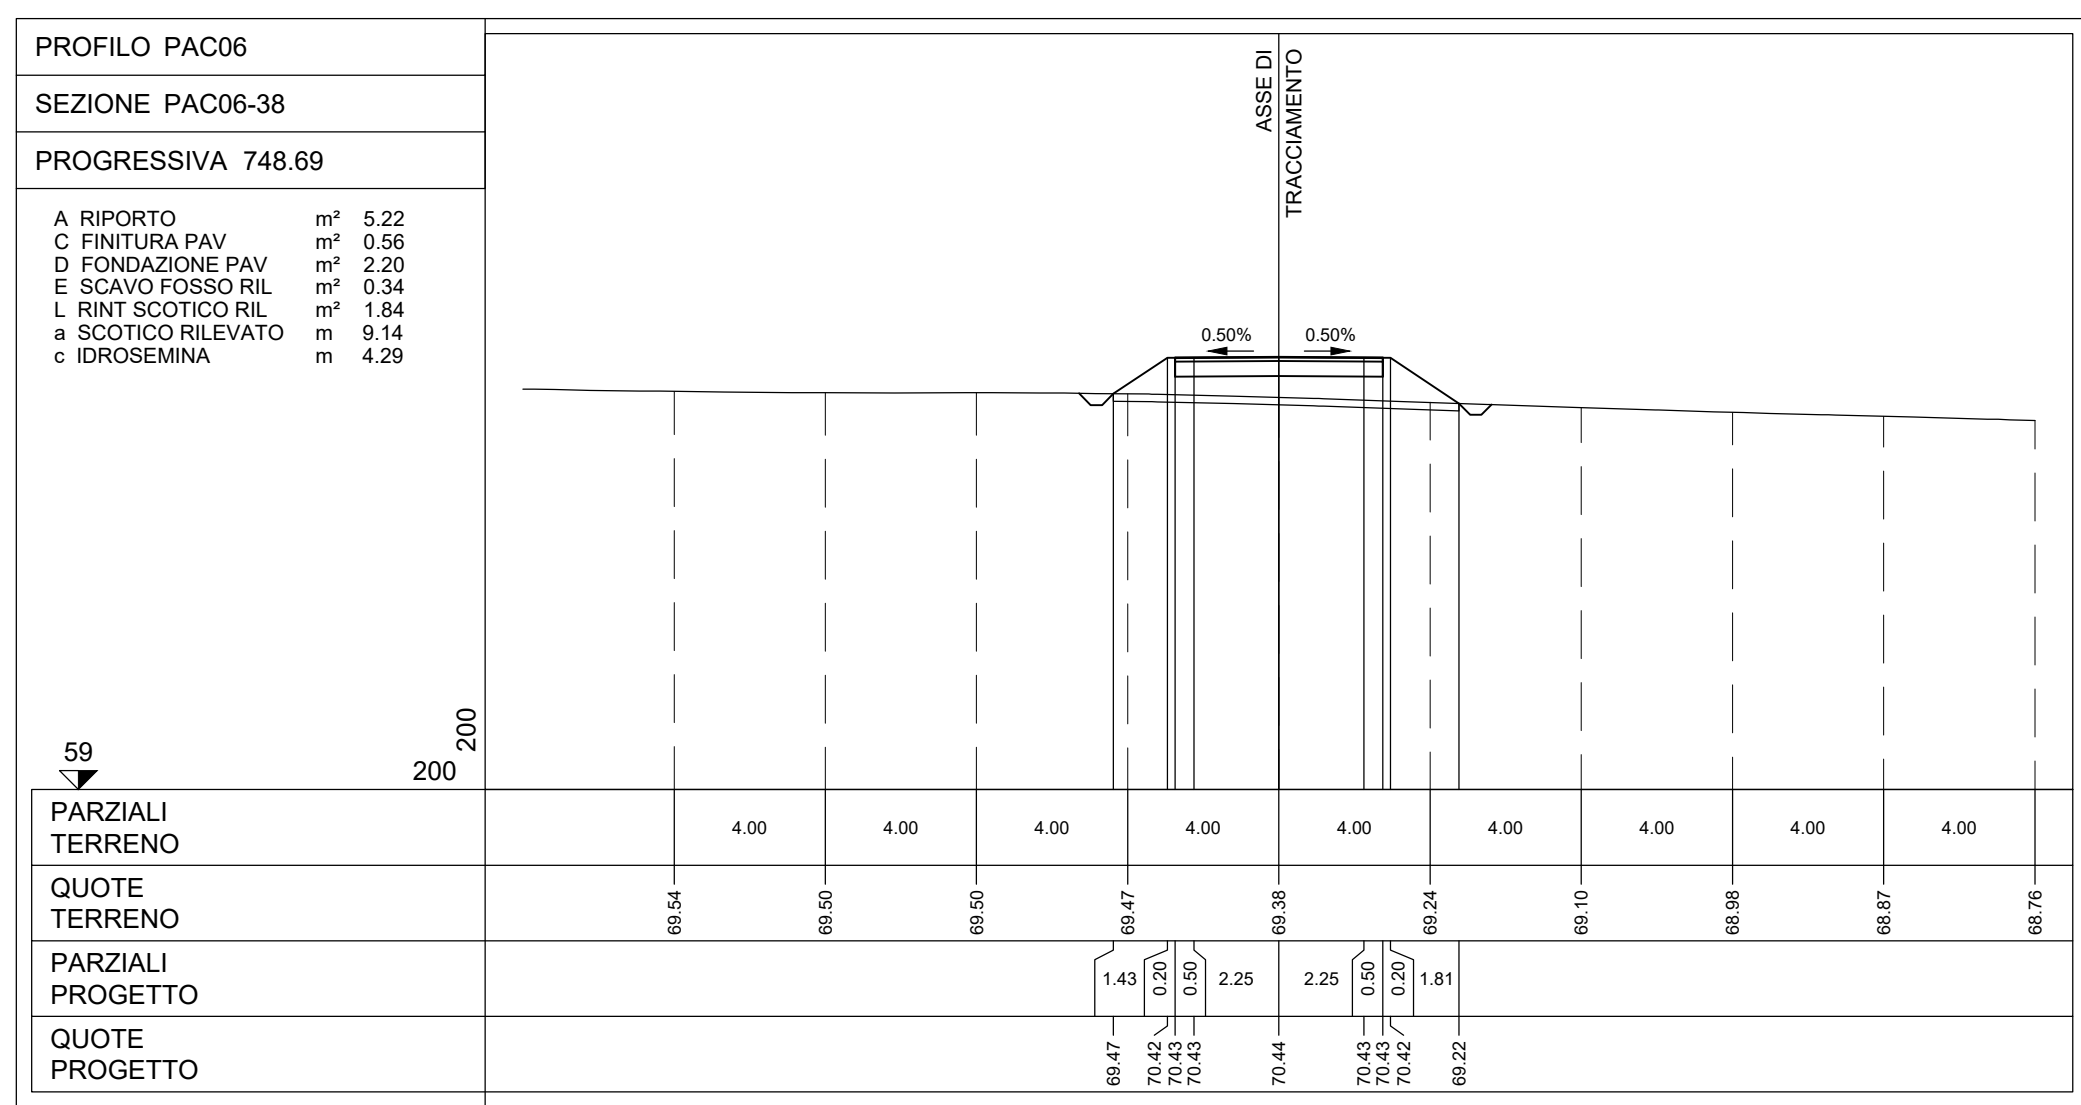 PROFILO PAC06
SEZIONE PAC06-38
PROGRESSIVA 748.69
A RIPORTO m² 5.22
C FINITURA PAV m² 0.56
D FONDAZIONE PAV m² 2.20
E SCAVO FOSSO RIL m² 0.34
L RINT SCOTICO RIL m² 1.84
a SCOTICO RILEVATO m 9.14
c IDROSEMINA m 4.29
ASSE DI
TRACCIAMENTO
0.50% 0.50%
59
200
200
PARZIALI
TERRENO
4.00 4.00 4.00 4.00 4.00 4.00 4.00 4.00 4.00
QUOTE
TERRENO
69.54 69.50 69.50 69.47 69.38 69.24 69.10 68.98 68.87 68.76
PARZIALI
PROGETTO
1.43 0.20 0.50 2.25 2.25 0.50 0.20 1.81
QUOTE
PROGETTO
69.47 70.42 70.43 70.43 70.44 70.43 70.43 70.42 69.22